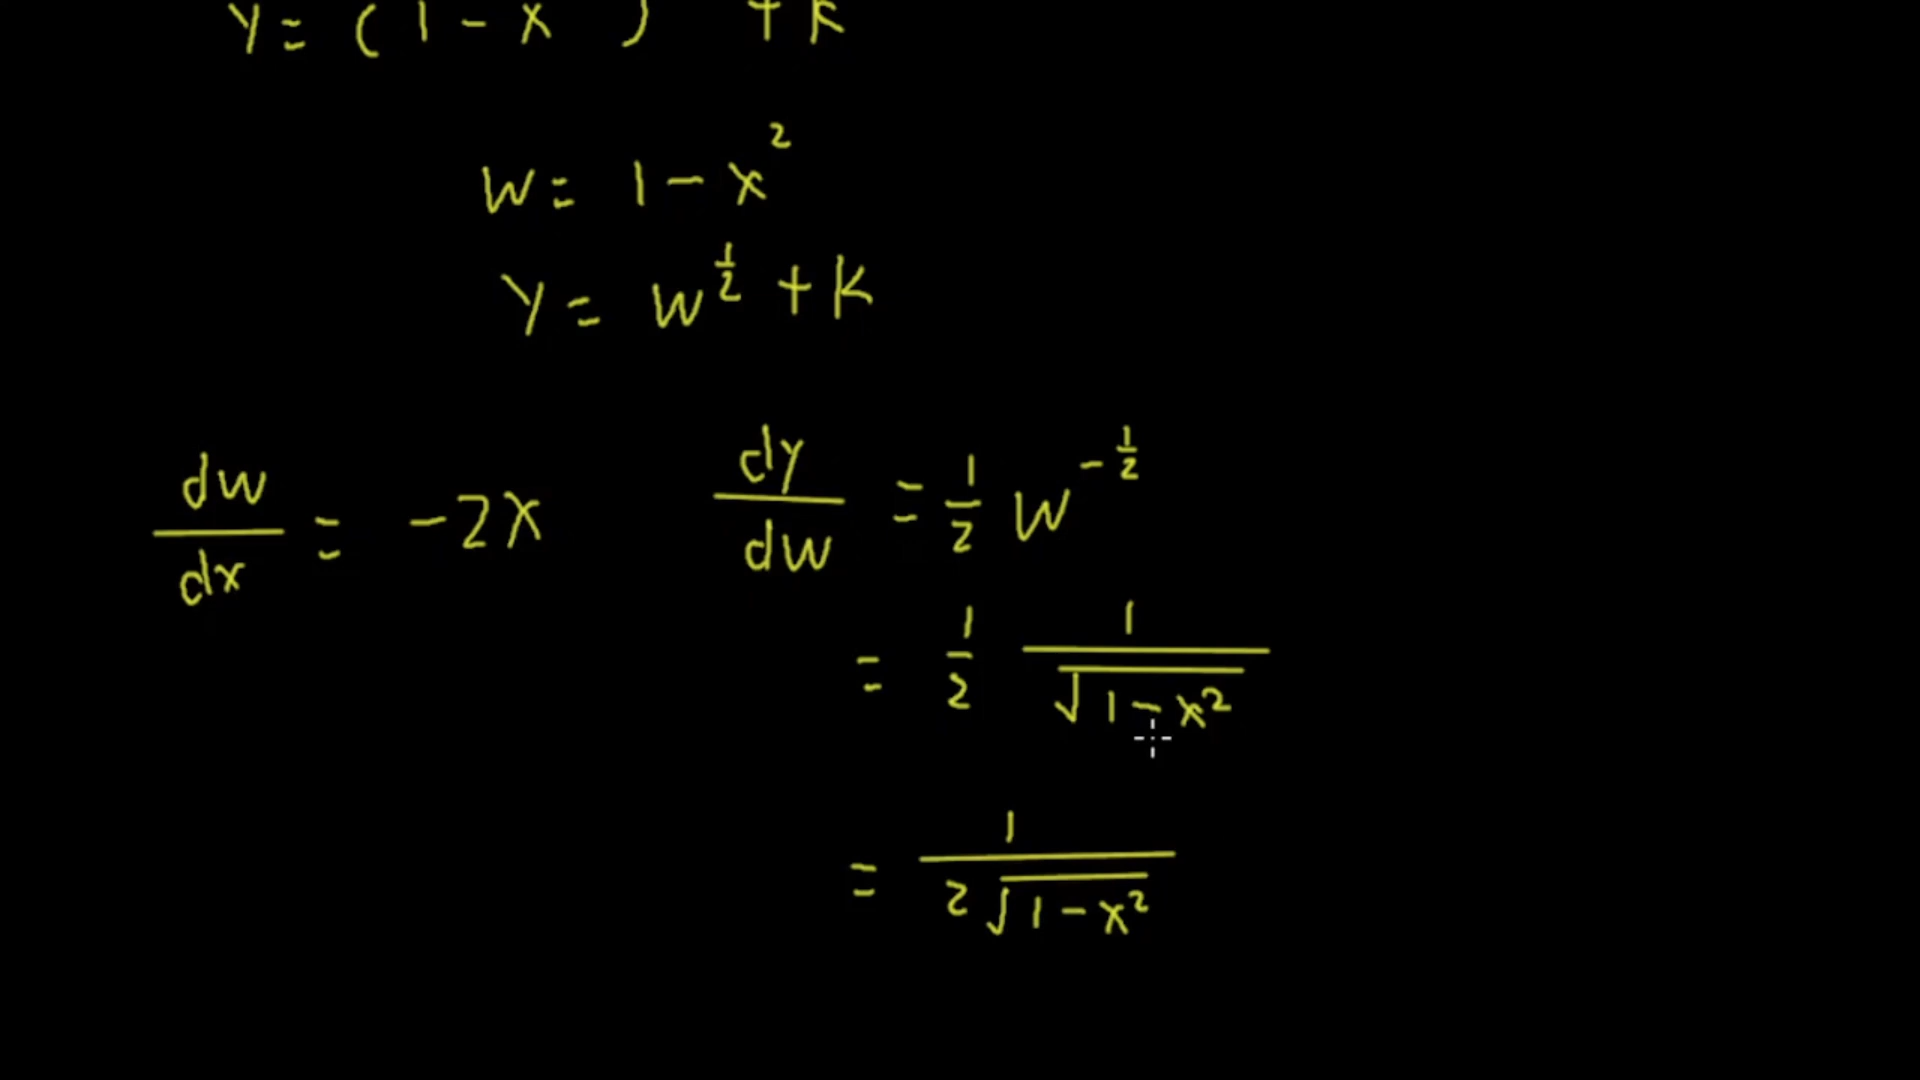 y = (1 - x ) + k
w = 1 - x²
y = w^½ + k
dw/dx = -2x dy/dw = 1/2 w^-½
= 1/2 1/√(1 - x²)
= 1/(2√(1 - x²))